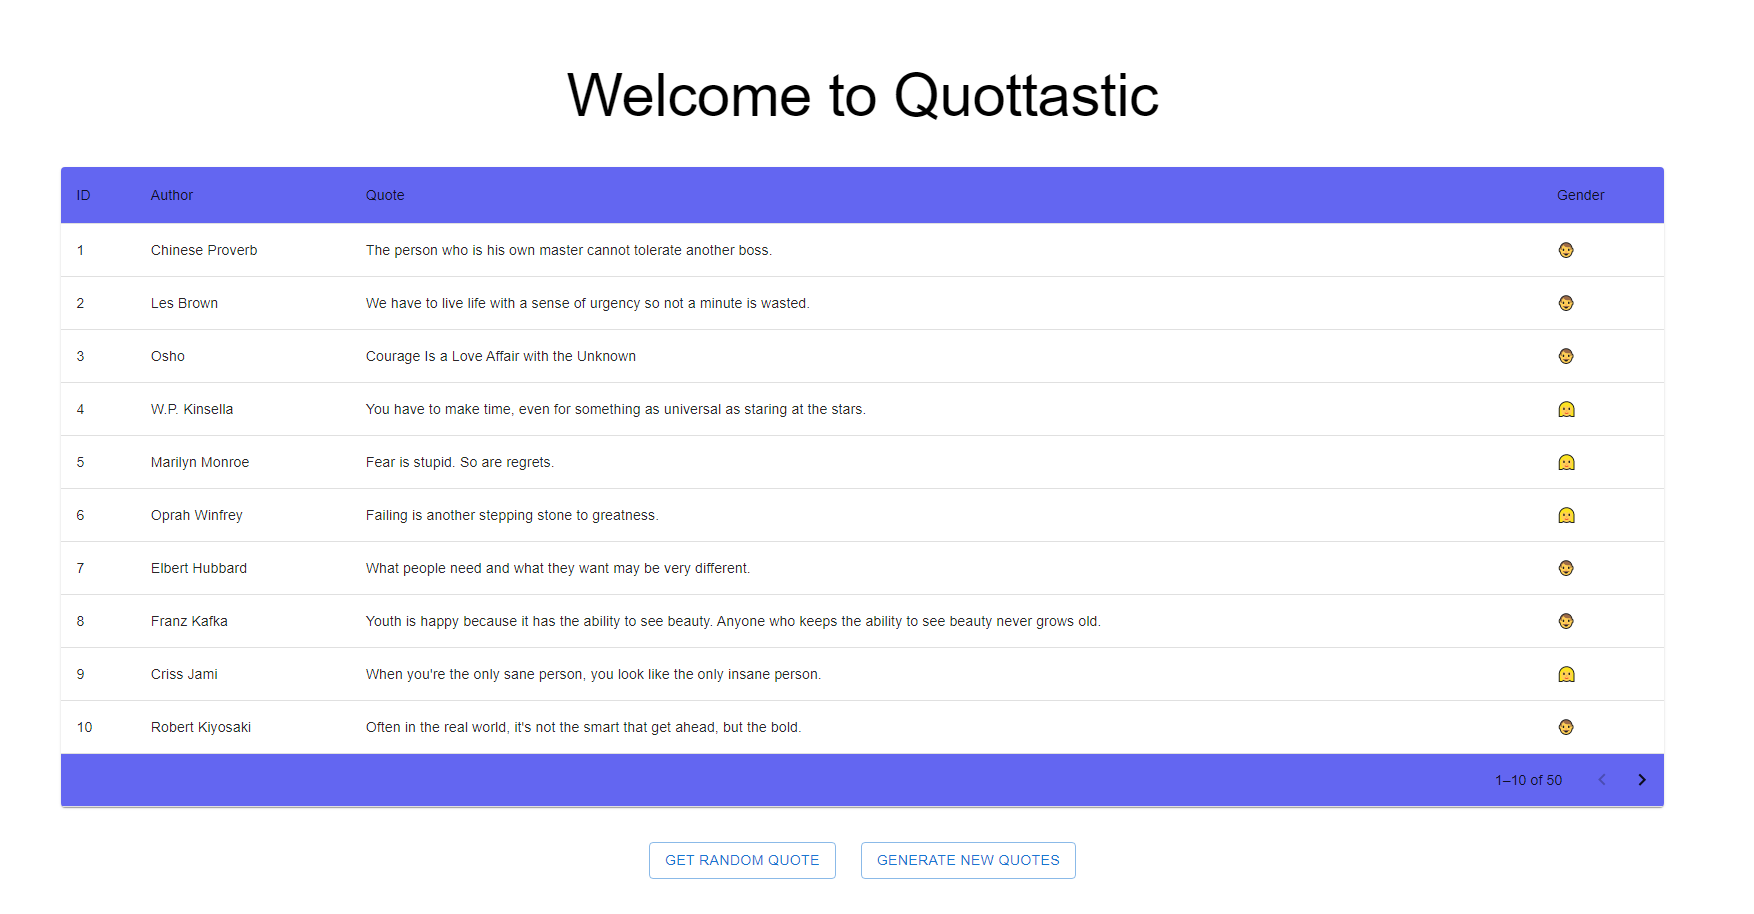 Welcome to Quottastic
ID Author Quote Gender
1 Chinese Proverb The person who is his own master cannot tolerate another boss.
2 Les Brown We have to live life with a sense of urgency so not a minute is wasted.
3 Osho Courage Is a Love Affair with the Unknown
4 W.P. Kinsella You have to make time, even for something as universal as staring at the stars.
5 Marilyn Monroe Fear is stupid. So are regrets.
6 Oprah Winfrey Failing is another stepping stone to greatness.
7 Elbert Hubbard What people need and what they want may be very different.
8 Franz Kafka Youth is happy because it has the ability to see beauty. Anyone who keeps the ability to see beauty never grows old.
9 Criss Jami When you're the only sane person, you look like the only insane person.
10 Robert Kiyosaki Often in the real world, it's not the smart that get ahead, but the bold.
1–10 of 50
GET RANDOM QUOTE GENERATE NEW QUOTES